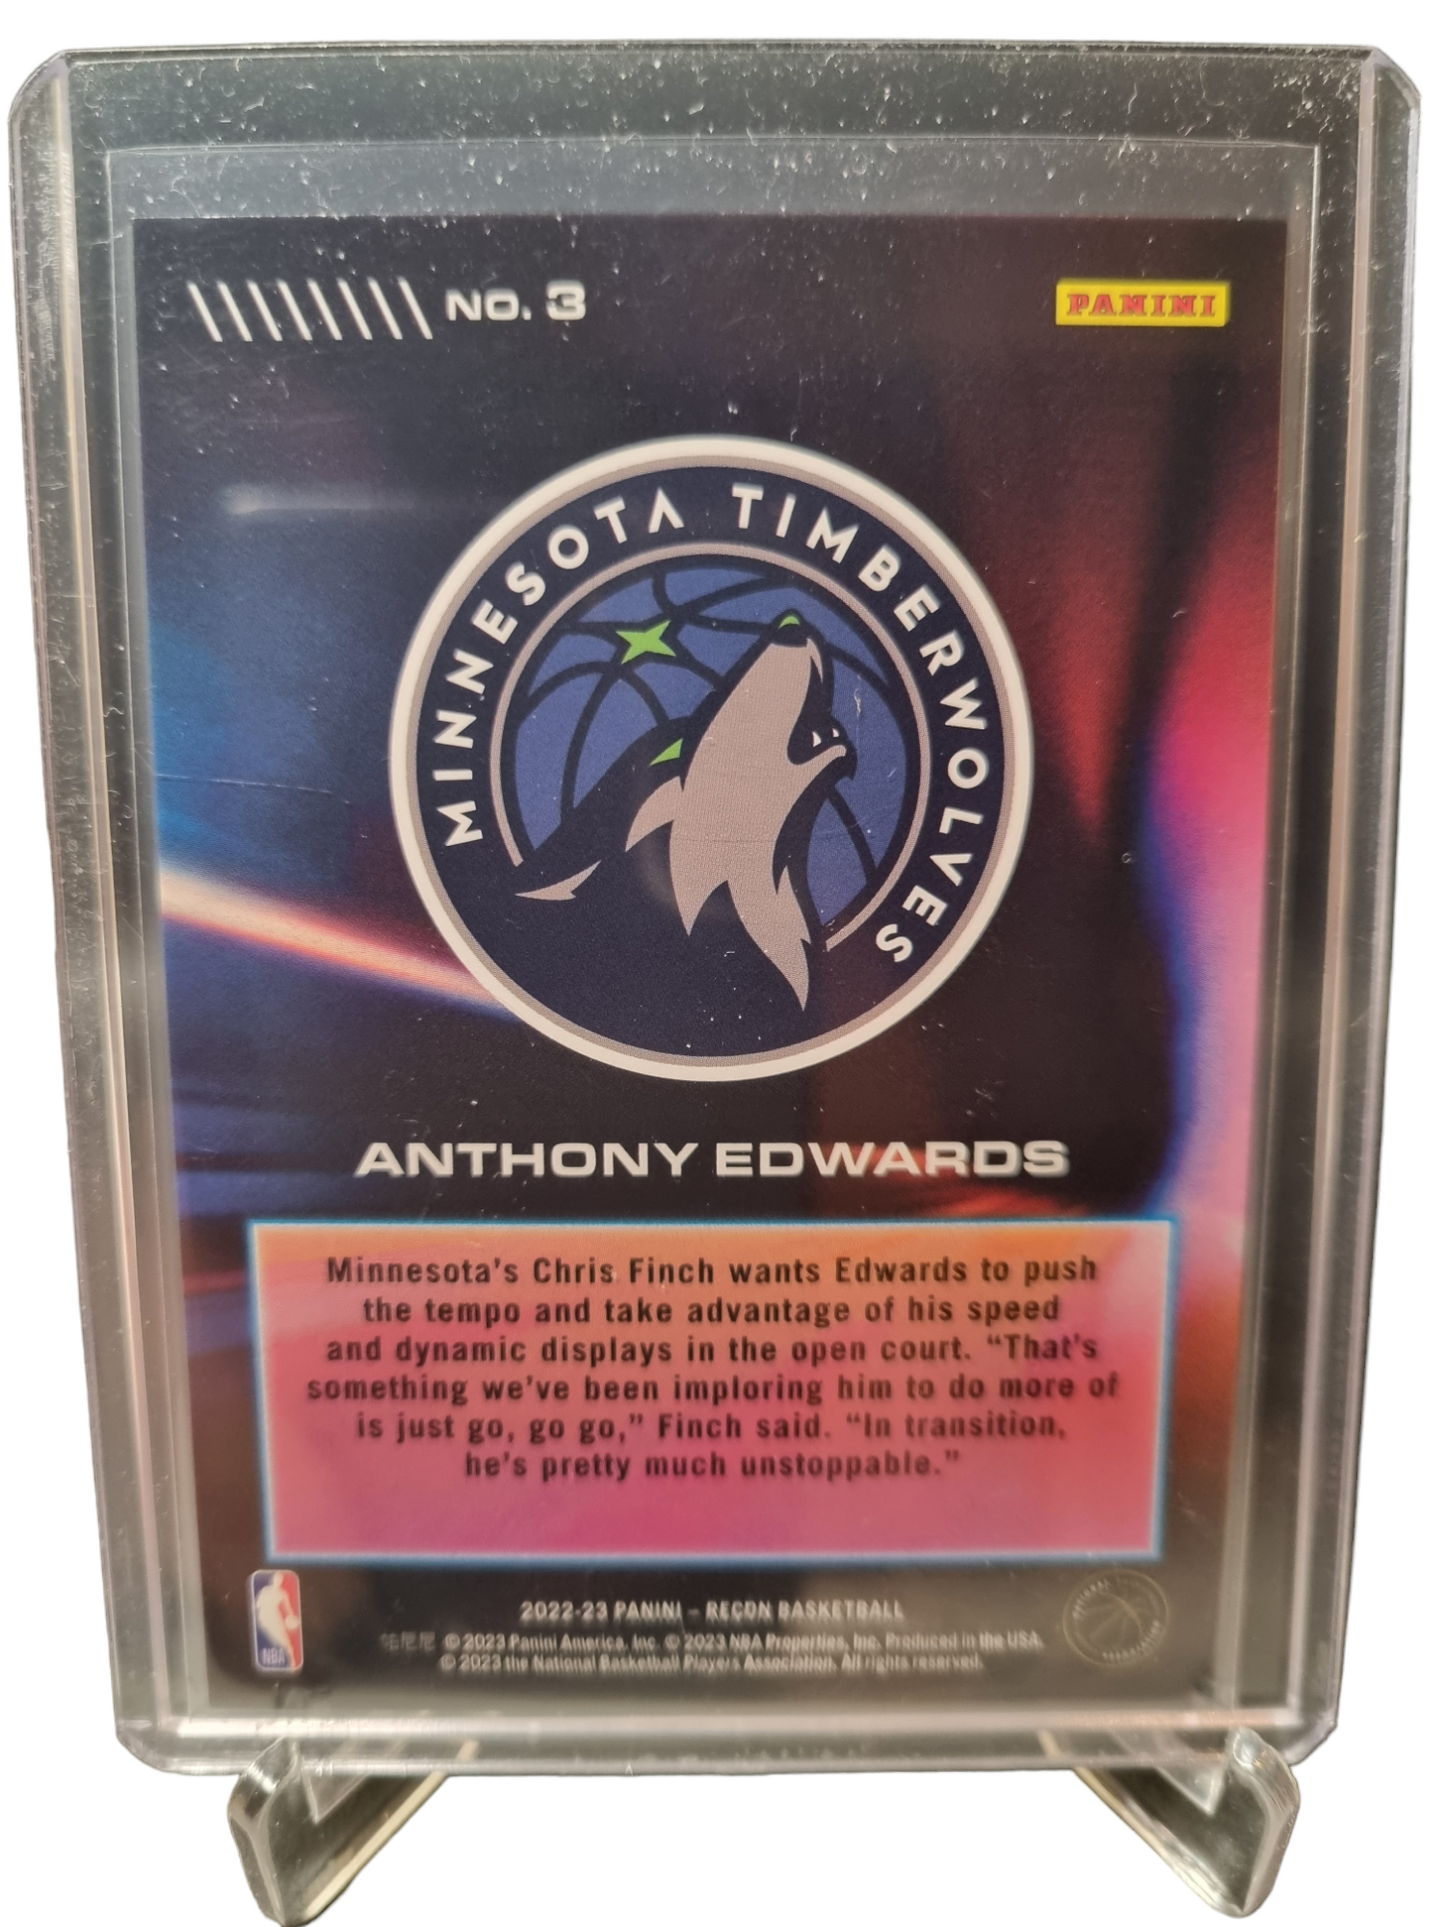 NO. 3
PANINI
MINNESOTA TIMBERWOLVES
ANTHONY EDWARDS
Minnesota's Chris Finch wants Edwards to push
the tempo and take advantage of his speed
and dynamic displays in the open court. “That's
something we've been imploring him to do more of
is just go, go go,” Finch said. “In transition,
he's pretty much unstoppable.”
NBA
2022-23 PANINI – RECON BASKETBALL
© 2023 Panini America, Inc. © 2023 NBA Properties, Inc. Produced in the USA.
© 2023 the National Basketball Players Association. All rights reserved.